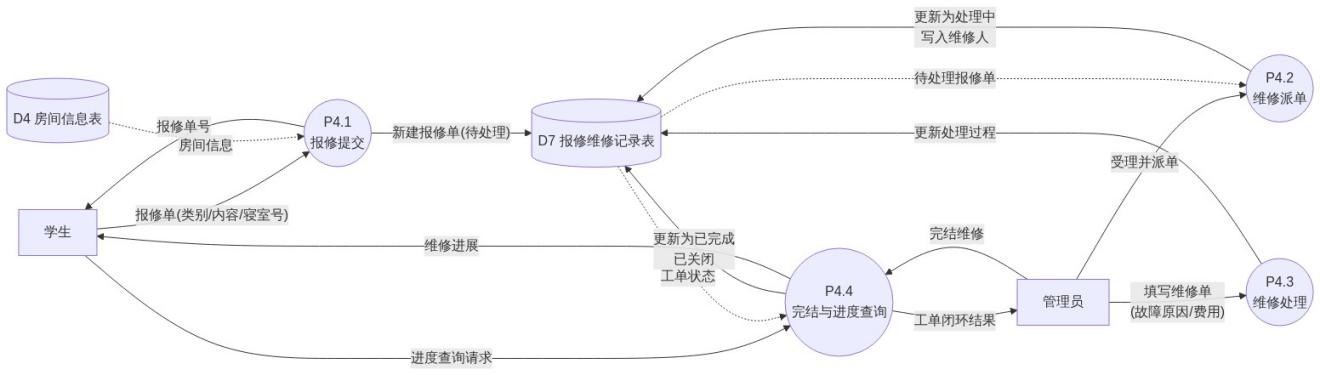 更新为处理中
写入维修人
P4.2
维修派单
待处理报修单
D4 房间信息表
报修单号
房间信息
P4.1
报修提交
新建报修单(待处理)
D7 报修维修记录表
更新处理过程
受理并派单
报修单(类别/内容/寝室号)
学生
维修进展
更新为已完成
已关闭
工单状态
完结维修
P4.4
完结与进度查询
工单闭环结果
管理员
填写维修单
(故障原因/费用)
P4.3
维修处理
进度查询请求